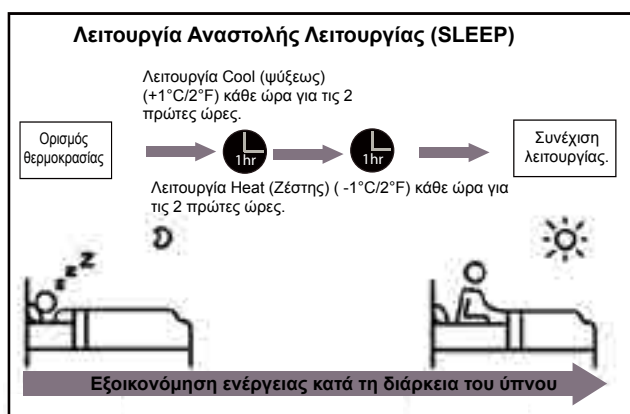 Λειτουργία Αναστολής Λειτουργίας (SLEEP)
Λειτουργία Cool (ψύξεως)
(+1°C/2°F) κάθε ώρα για τις 2
πρώτες ώρες.
Ορισμός
θερμοκρασίας
1hr
1hr
Συνέχιση
λειτουργίας.
Λειτουργία Heat (Ζέστης) ( -1°C/2°F) κάθε ώρα για
τις 2 πρώτες ώρες.
z z z Z
Εξοικονόμηση ενέργειας κατά τη διάρκεια του ύπνου